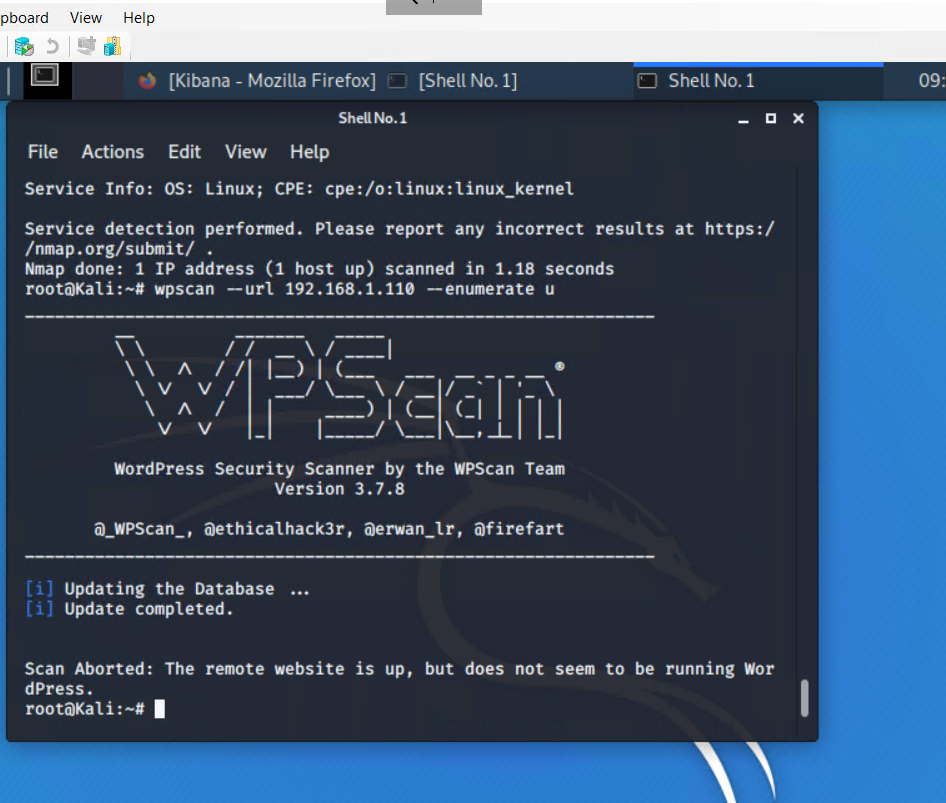 pboard View Help
[Kibana - Mozilla Firefox] [Shell No. 1] Shell No. 1 09:
Shell No. 1
File Actions Edit View Help
Service Info: OS: Linux; CPE: cpe:/o:linux:linux_kernel
Service detection performed. Please report any incorrect results at https:/
/nmap.org/submit/ .
Nmap done: 1 IP address (1 host up) scanned in 1.18 seconds
root@Kali:~# wpscan --url 192.168.1.110 --enumerate u
WPScan®
WordPress Security Scanner by the WPScan Team
Version 3.7.8
@_WPScan_, @ethicalhack3r, @erwan_lr, @firefart
[i] Updating the Database ...
[i] Update completed.
Scan Aborted: The remote website is up, but does not seem to be running Wor
dPress.
root@Kali:~#